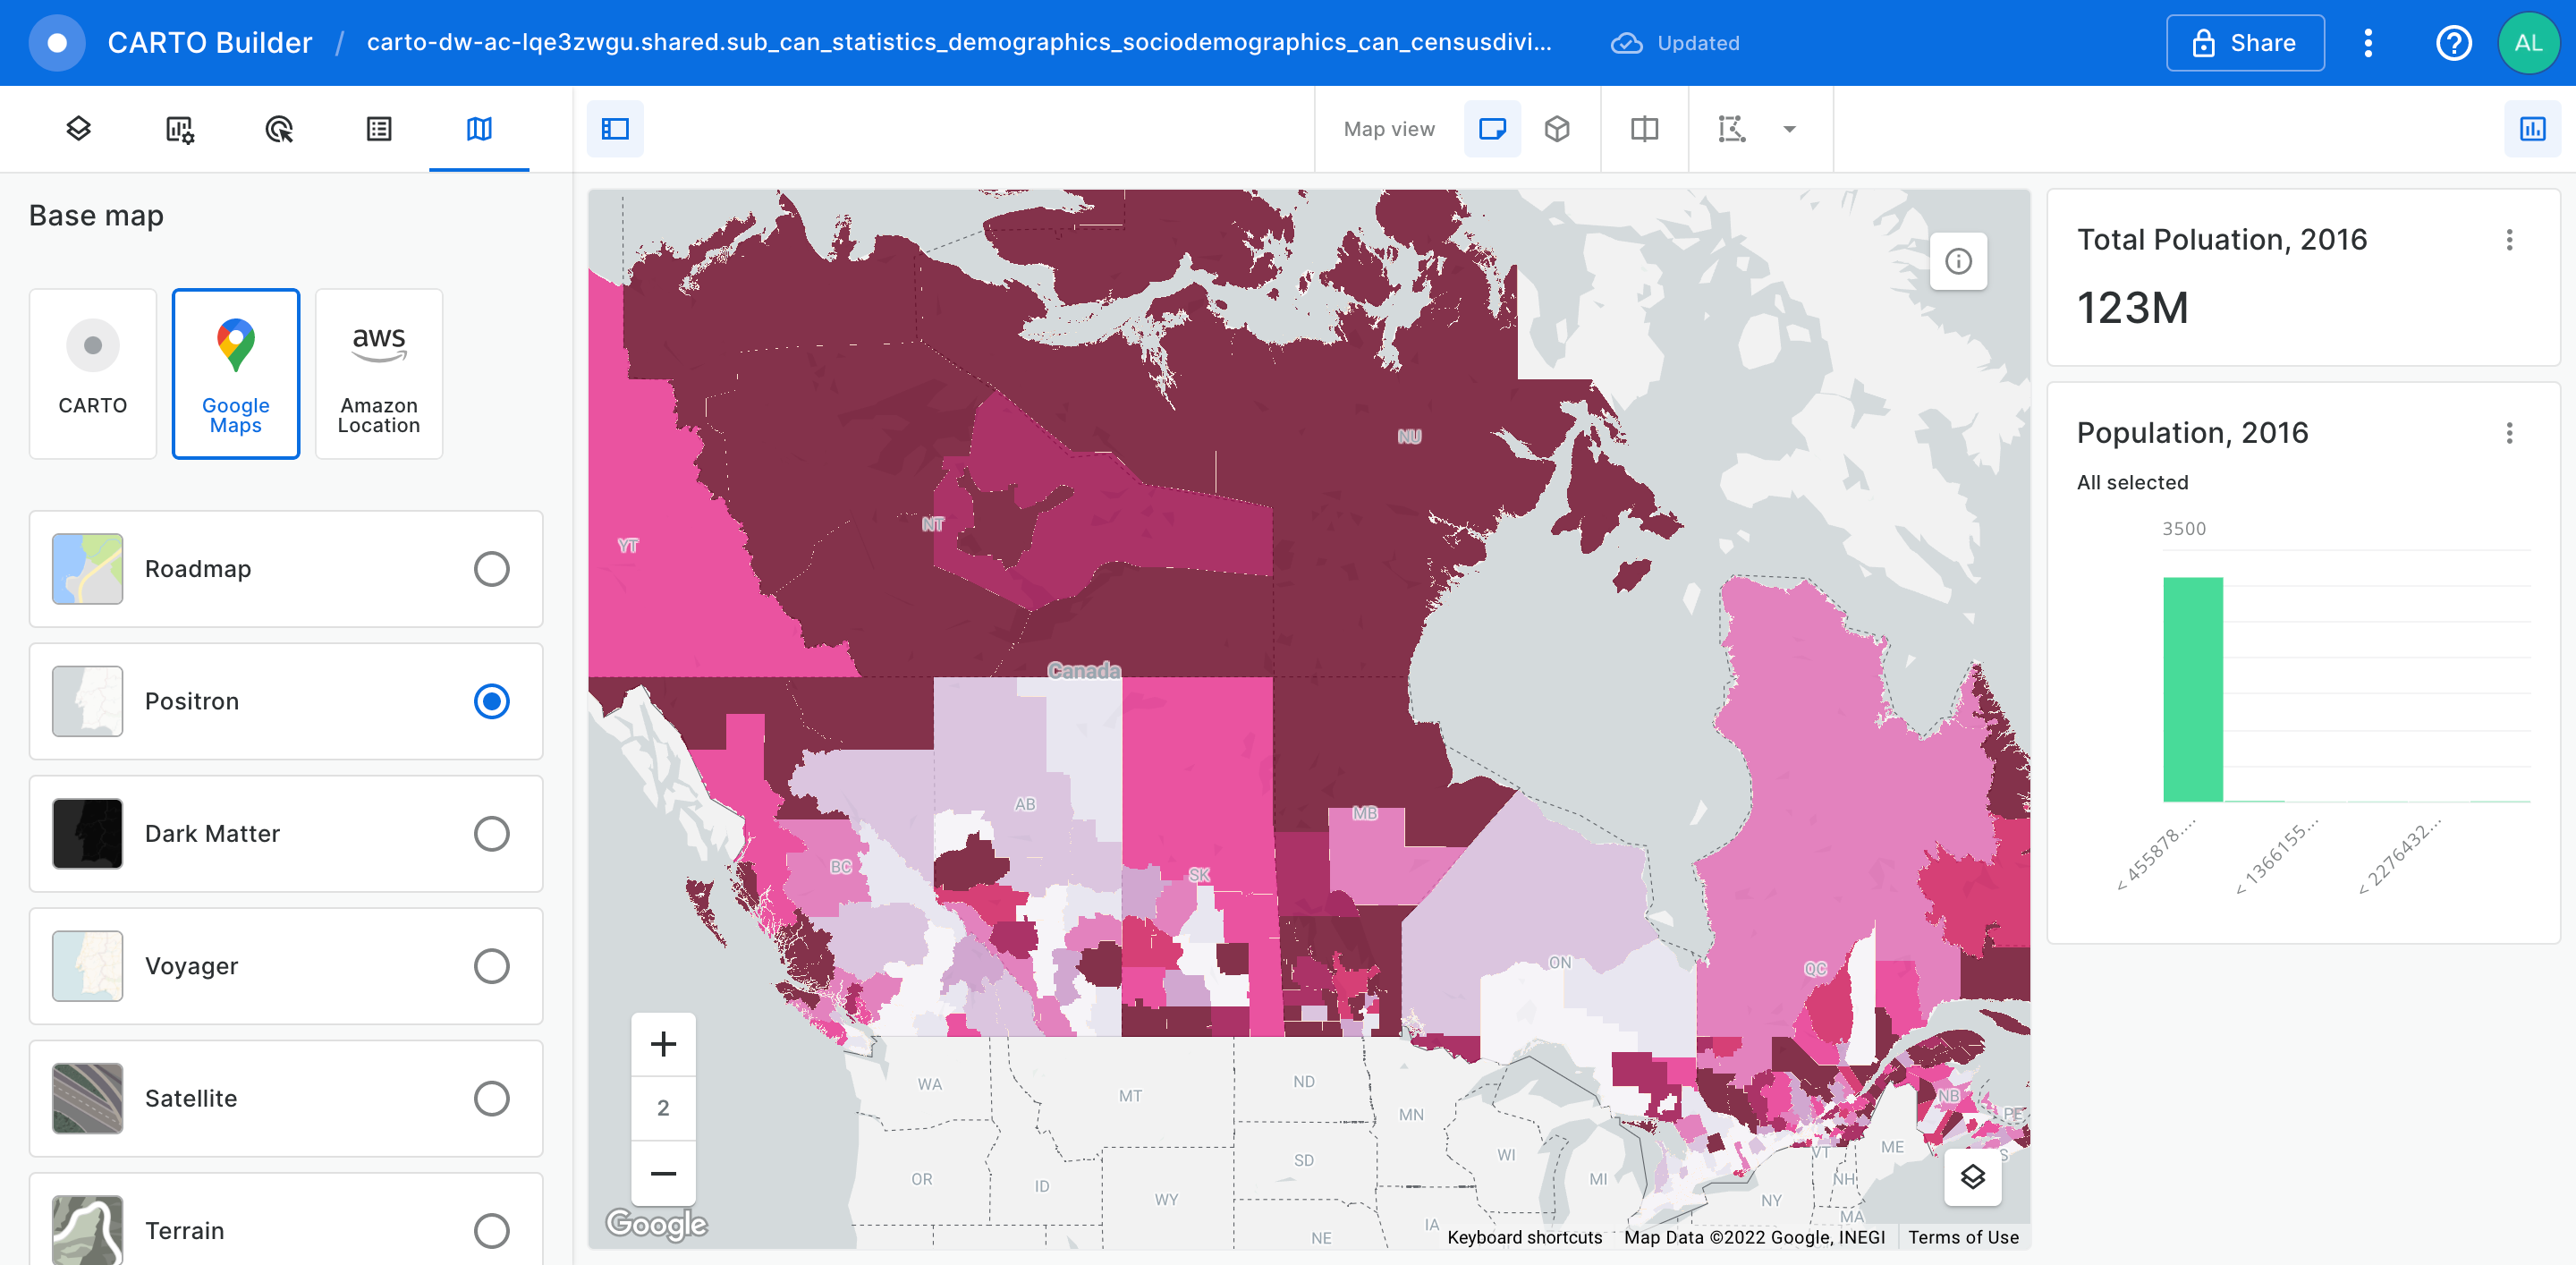 CARTO Builder / carto-dw-ac-lqe3zwgu.shared.sub_can_statistics_demographics_sociodemographics_can_censusdivi...
Updated
Share
AL
Map view
Base map
CARTO
Google
Maps
aws
Amazon
Location
Roadmap
Positron
Dark Matter
Voyager
Satellite
Terrain
NU
NT
YT
Canada
AB
MB
BC
SK
ON
QC
NB
PE
WA
MT
ND
MN
OR
ID
WY
SD
WI
MI
VT
ME
NH
NY
MA
IA
NE
S
+
2
−
Google
Keyboard shortcuts
Map Data ©2022 Google, INEGI
Terms of Use
Total Poluation, 2016
123M
Population, 2016
All selected
3500
< 455878....
< 1366155...
< 2276432...